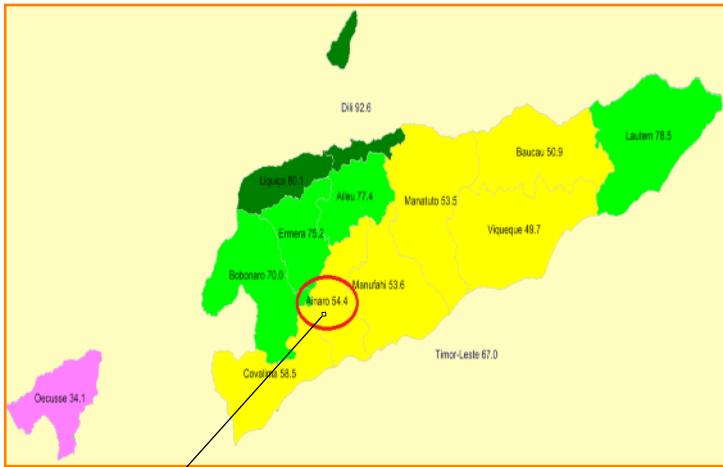 Dili 92.6
Lautem 78.5
Baucau 50.9
Liquiça 80.1
Aileu 77.4
Manatuto 53.5
Viqueque 49.7
Ermera 75.2
Bobonaro 70.0
Manufahi 53.6
Ainaro 54.4
Timor-Leste 67.0
Covalima 58.5
Oecusse 34.1